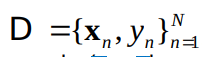 D = {𝐱ₙ, yₙ}ᴺₙ₌₁